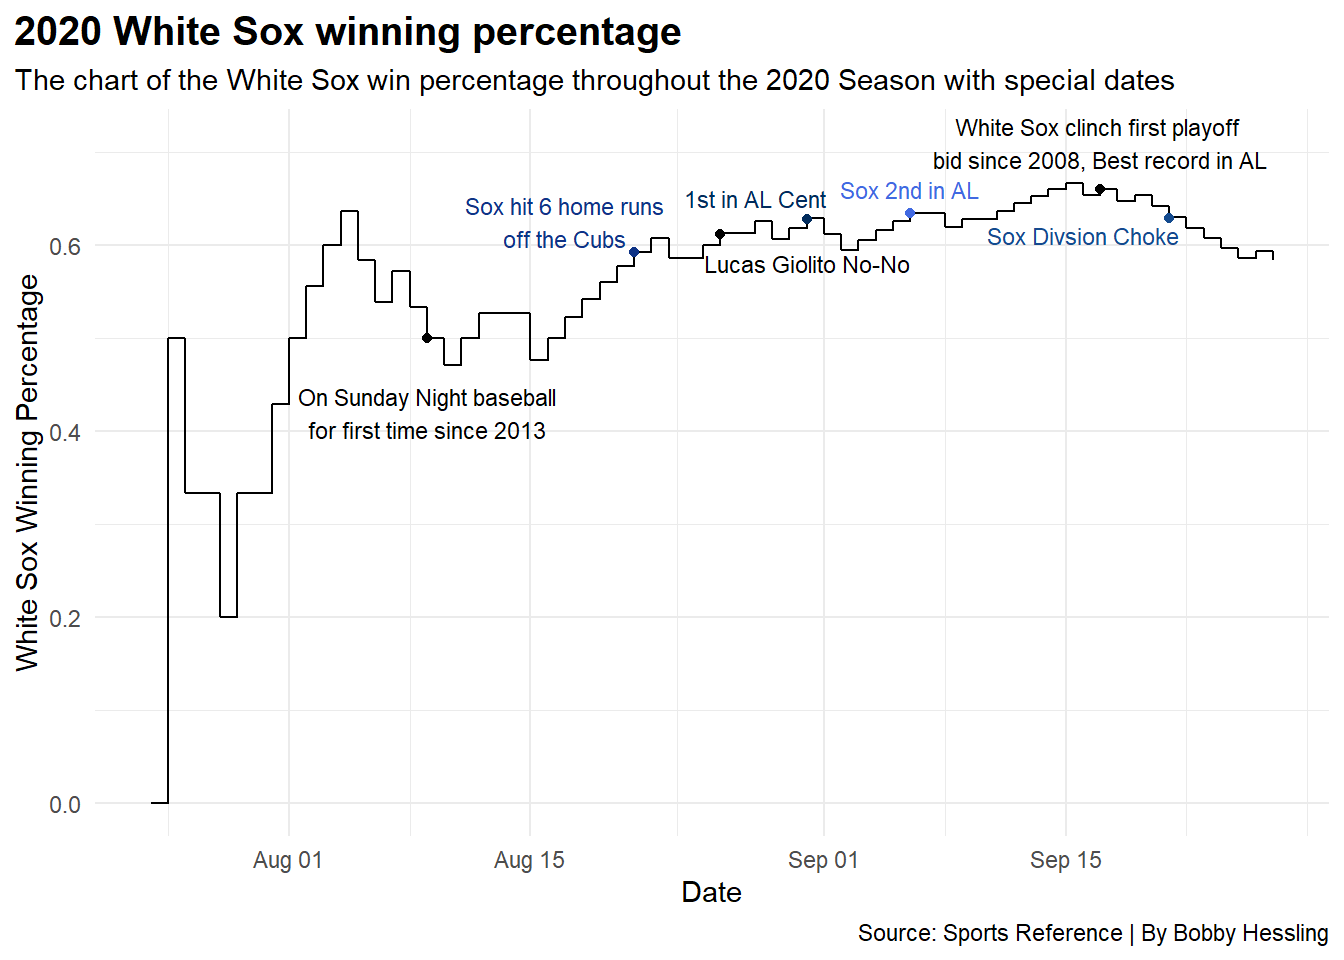 2020 White Sox winning percentage
The chart of the White Sox win percentage throughout the 2020 Season with special dates
White Sox clinch first playoff
bid since 2008, Best record in AL
Sox 2nd in AL
1st in AL Cent
Sox hit 6 home runs
off the Cubs
Sox Divsion Choke
Lucas Giolito No-No
On Sunday Night baseball
for first time since 2013
White Sox Winning Percentage
0.6
0.4
0.2
0.0
Aug 01
Aug 15
Sep 01
Sep 15
Date
Source: Sports Reference | By Bobby Hessling